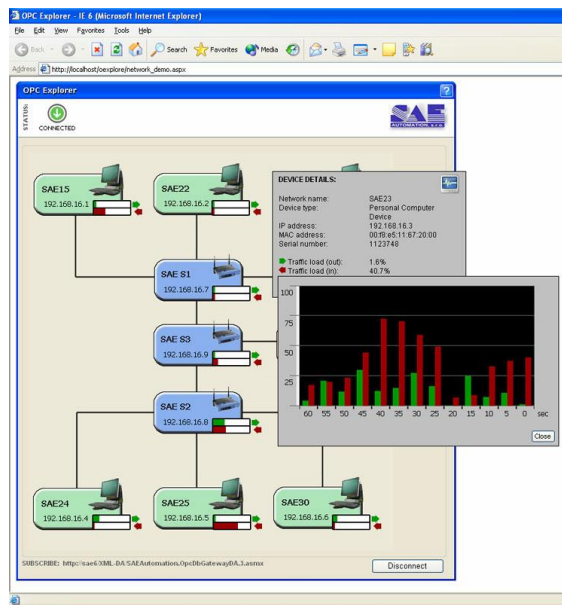 OPC Explorer - IE 6 (Microsoft Internet Explorer)
File Edit View Favorites Tools Help
Back Search Favorites Media
Address http://localhost/oexplore/network_demo.aspx
OPC Explorer
STATUS:
CONNECTED
SAE
AUTOMATION, s.r.o.
SAE15
192.168.16.1
SAE22
192.168.16.2
DEVICE DETAILS:
Network name: SAE23
Device type: Personal Computer
Device
IP address: 192.168.16.3
MAC address: 00:f8:e5:11:67:20:00
Serial number: 1123748
Traffic load (out): 1.6%
Traffic load (in): 40.7%
SAE S1
192.168.16.7
SAE S3
192.168.16.9
SAE S2
192.168.16.8
100
75
50
25
60 55 50 45 40 35 30 25 20 15 10 5 0 sec
Close
SAE24
192.168.16.4
SAE25
192.168.16.5
SAE30
192.168.16.6
SUBSCRIBE: http://sae6/XML-DA/SAEAutomation.OpcDbGatewayDA.3.asmx
Disconnect